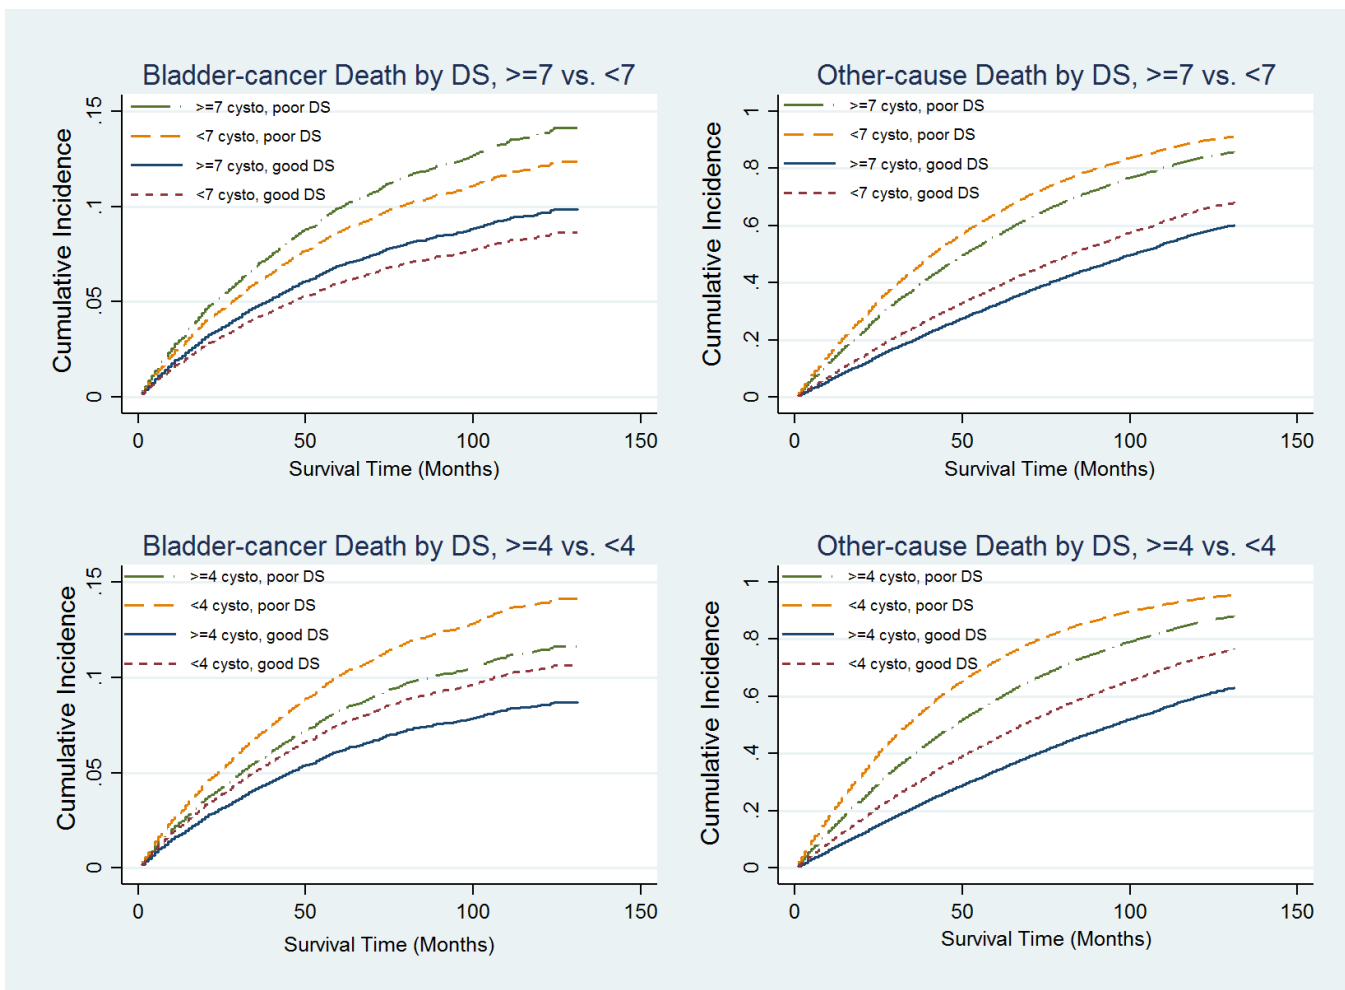 Bladder-cancer Death by DS, >=7 vs. <7
Cumulative Incidence
.15
.1
.05
0
>=7 cysto, poor DS
<7 cysto, poor DS
>=7 cysto, good DS
<7 cysto, good DS
0 50 100 150
Survival Time (Months)
Other-cause Death by DS, >=7 vs. <7
Cumulative Incidence
1
.8
.6
.4
.2
0
>=7 cysto, poor DS
<7 cysto, poor DS
>=7 cysto, good DS
<7 cysto, good DS
0 50 100 150
Survival Time (Months)
Bladder-cancer Death by DS, >=4 vs. <4
Cumulative Incidence
.15
.1
.05
0
>=4 cysto, poor DS
<4 cysto, poor DS
>=4 cysto, good DS
<4 cysto, good DS
0 50 100 150
Survival Time (Months)
Other-cause Death by DS, >=4 vs. <4
Cumulative Incidence
1
.8
.6
.4
.2
0
>=4 cysto, poor DS
<4 cysto, poor DS
>=4 cysto, good DS
<4 cysto, good DS
0 50 100 150
Survival Time (Months)